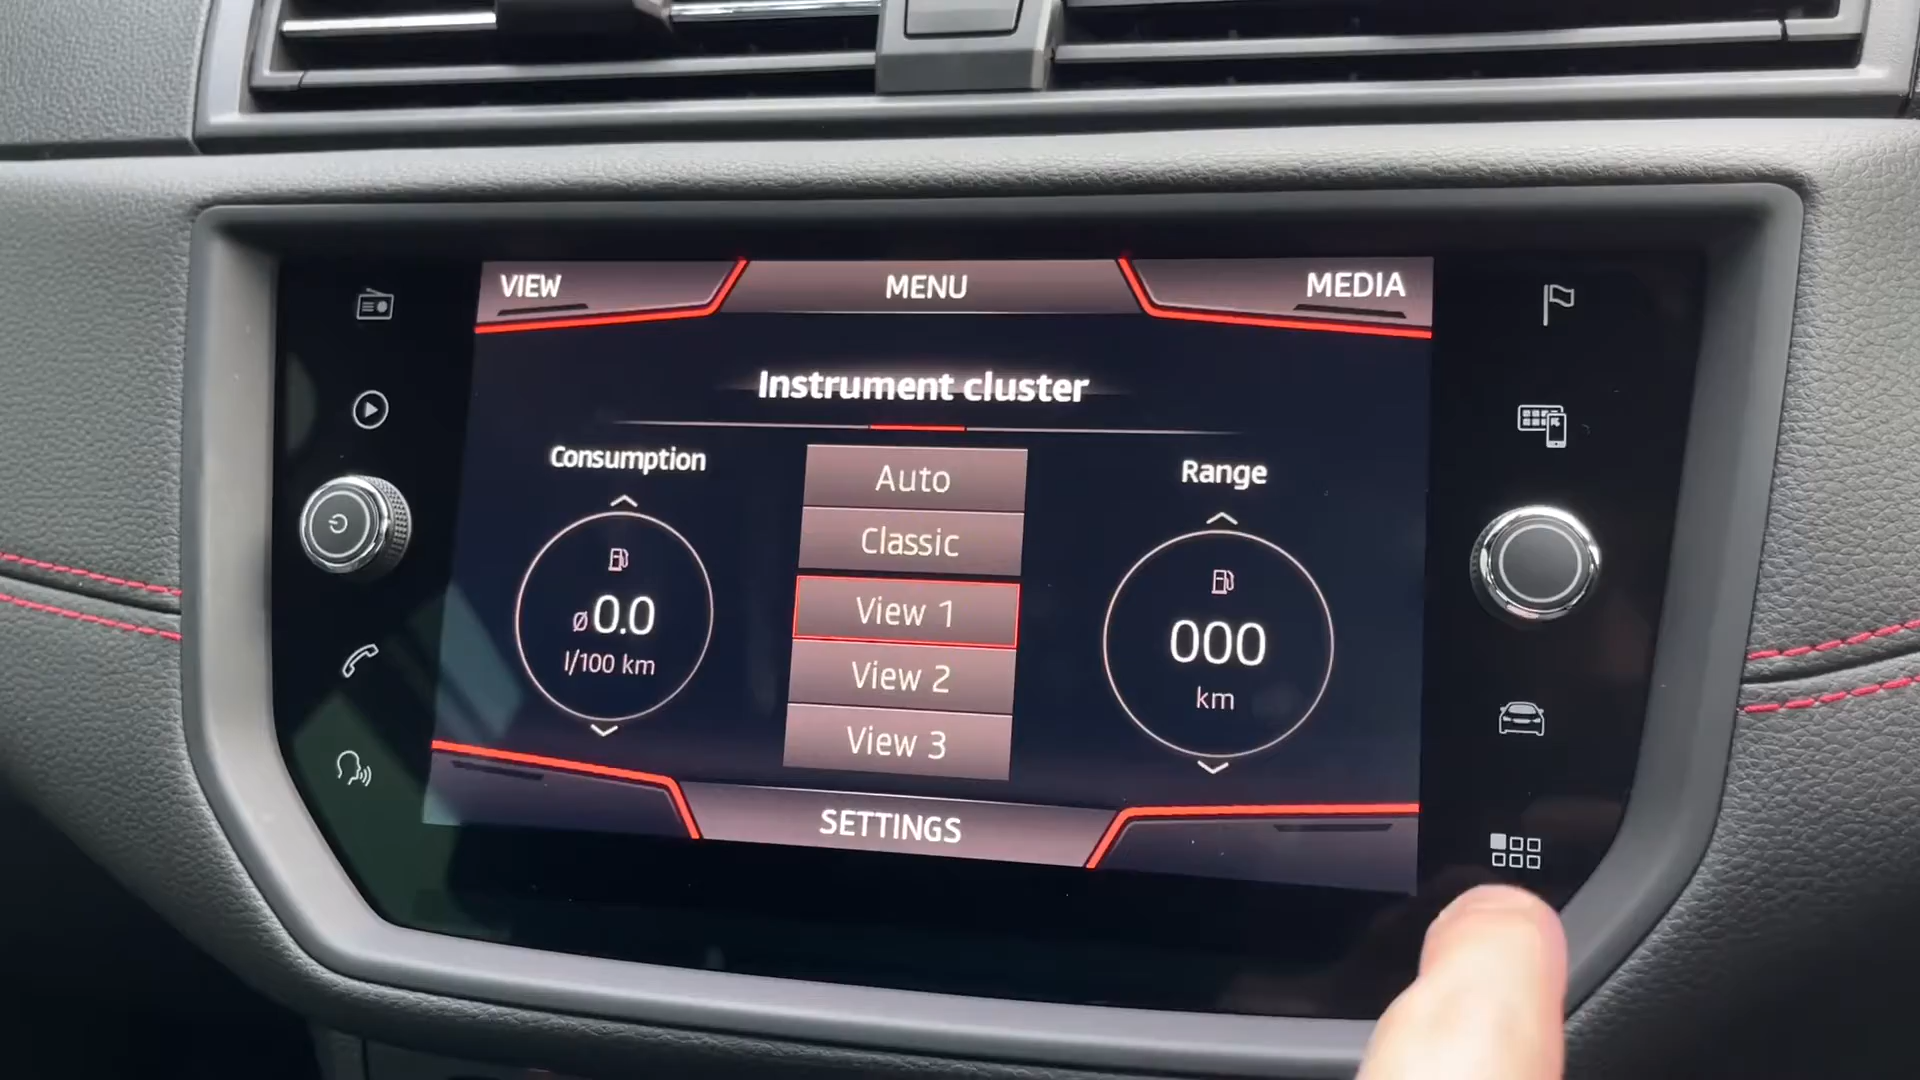 VIEW
MENU
MEDIA
Instrument cluster
Consumption
Auto
Range
Classic
Ø0.0
l/100 km
View 1
000
km
View 2
View 3
SETTINGS